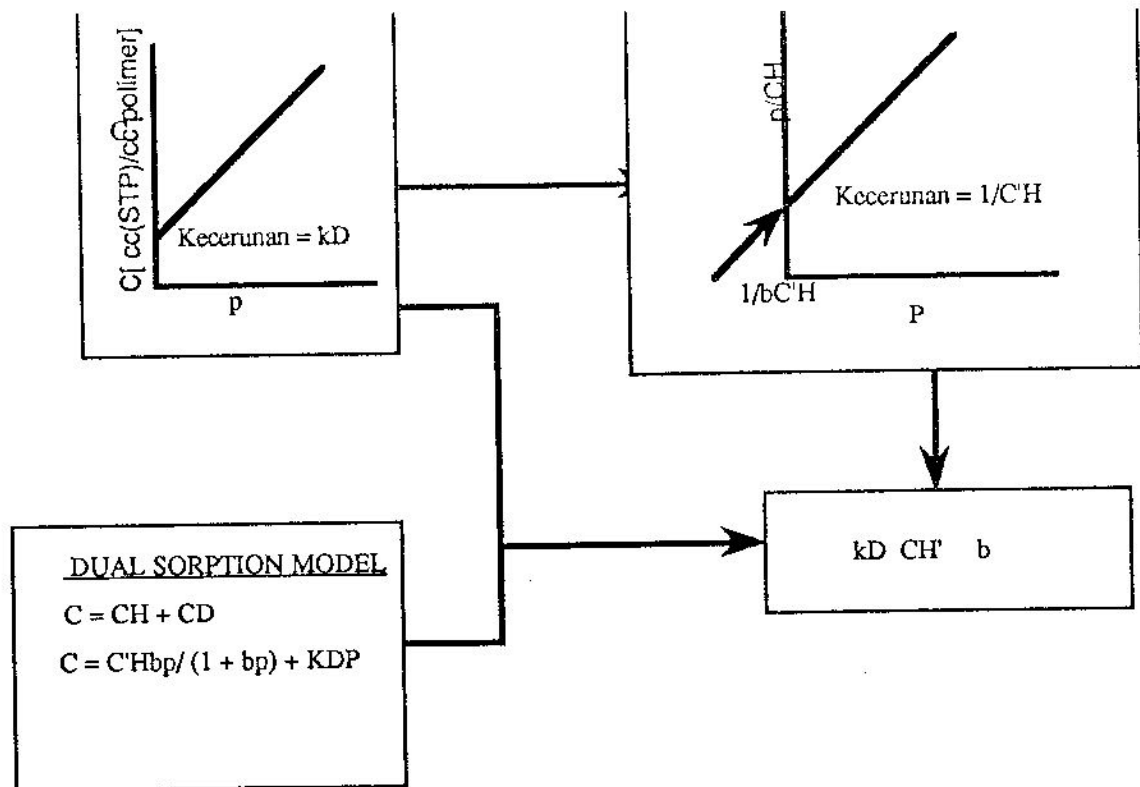 C[ cc(STP)/cc polimer]
Kecerunan = kD
p
p/CH
Kecerunan = 1/C'H
1/bC'H
P
DUAL SORPTION MODEL
C = CH + CD
C = C'Hbp/ (1 + bp) + KDP
kD CH' b